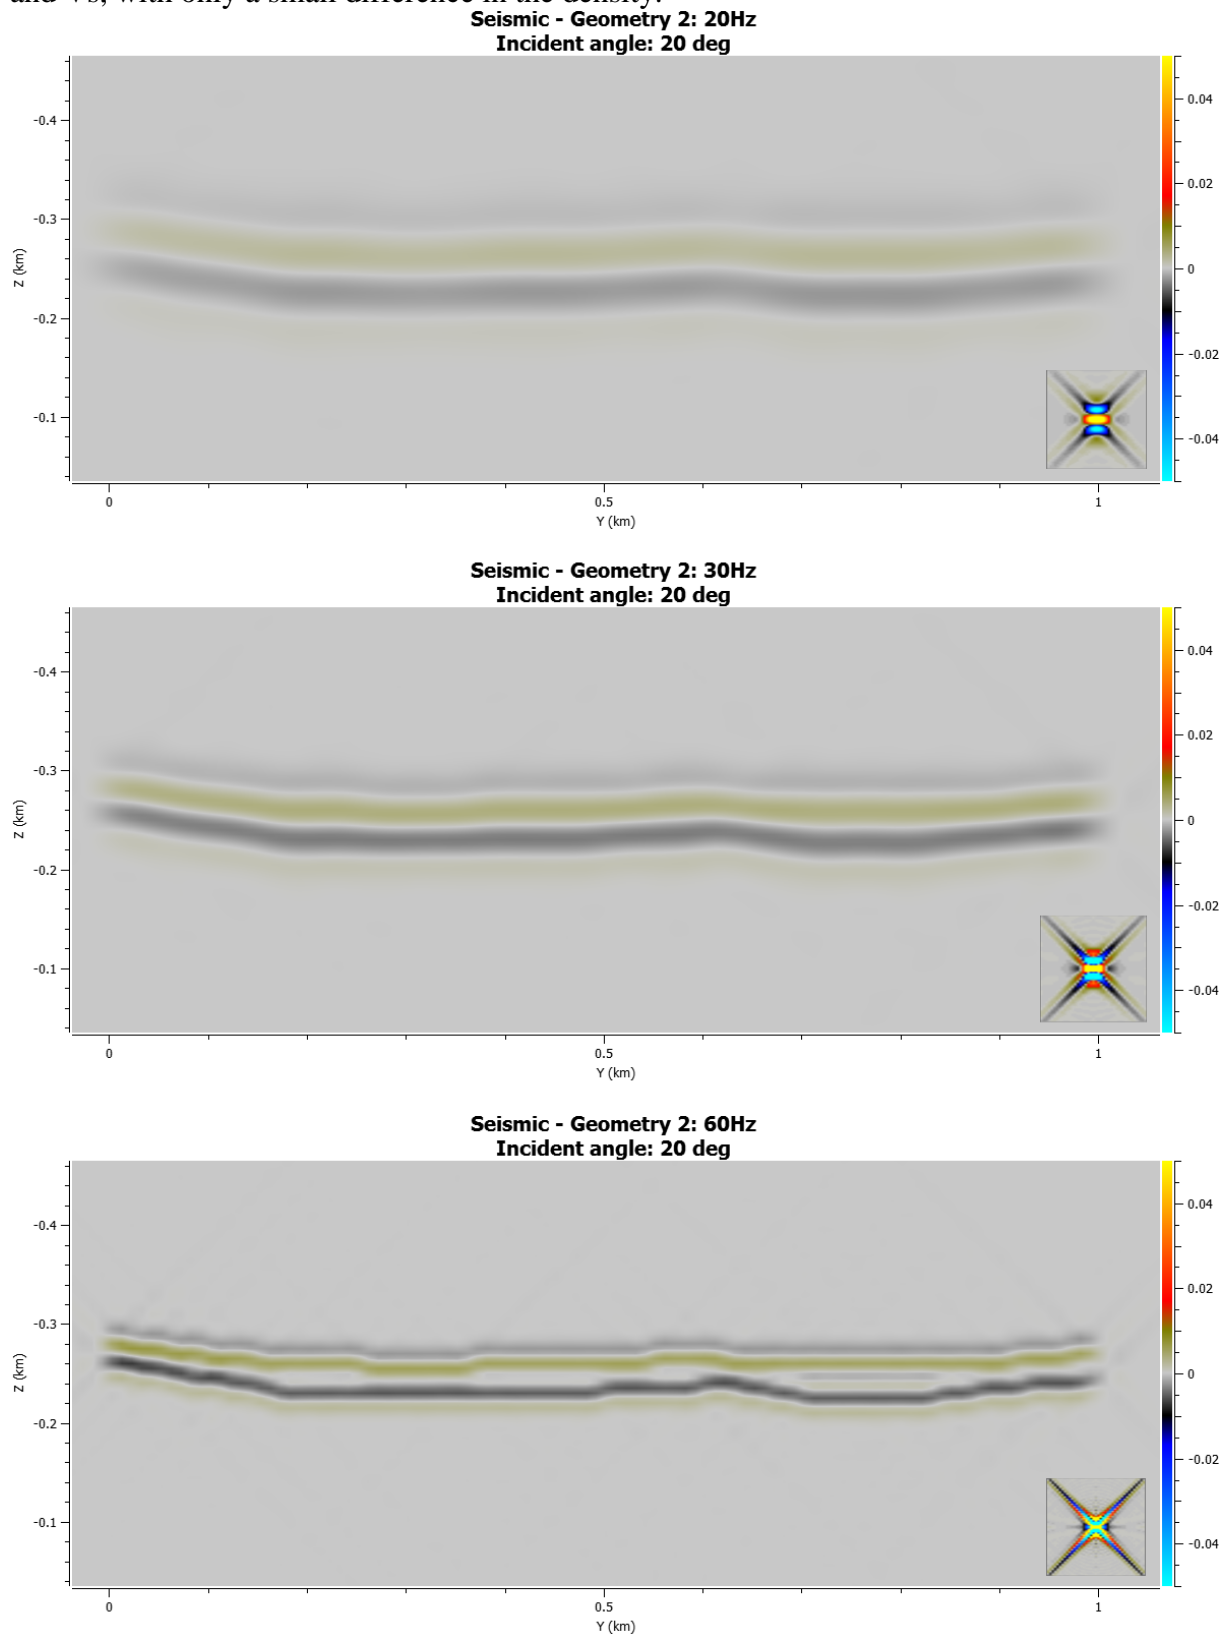 and Vs, with only a small difference in the density.
Seismic - Geometry 2: 20Hz
Incident angle: 20 deg
-0.4
-0.3
-0.2
-0.1
Z (km)
0
0.5
1
Y (km)
0.04
0.02
0
-0.02
-0.04
Seismic - Geometry 2: 30Hz
Incident angle: 20 deg
-0.4
-0.3
-0.2
-0.1
Z (km)
0
0.5
1
Y (km)
0.04
0.02
0
-0.02
-0.04
Seismic - Geometry 2: 60Hz
Incident angle: 20 deg
-0.4
-0.3
-0.2
-0.1
Z (km)
0
0.5
1
Y (km)
0.04
0.02
0
-0.02
-0.04